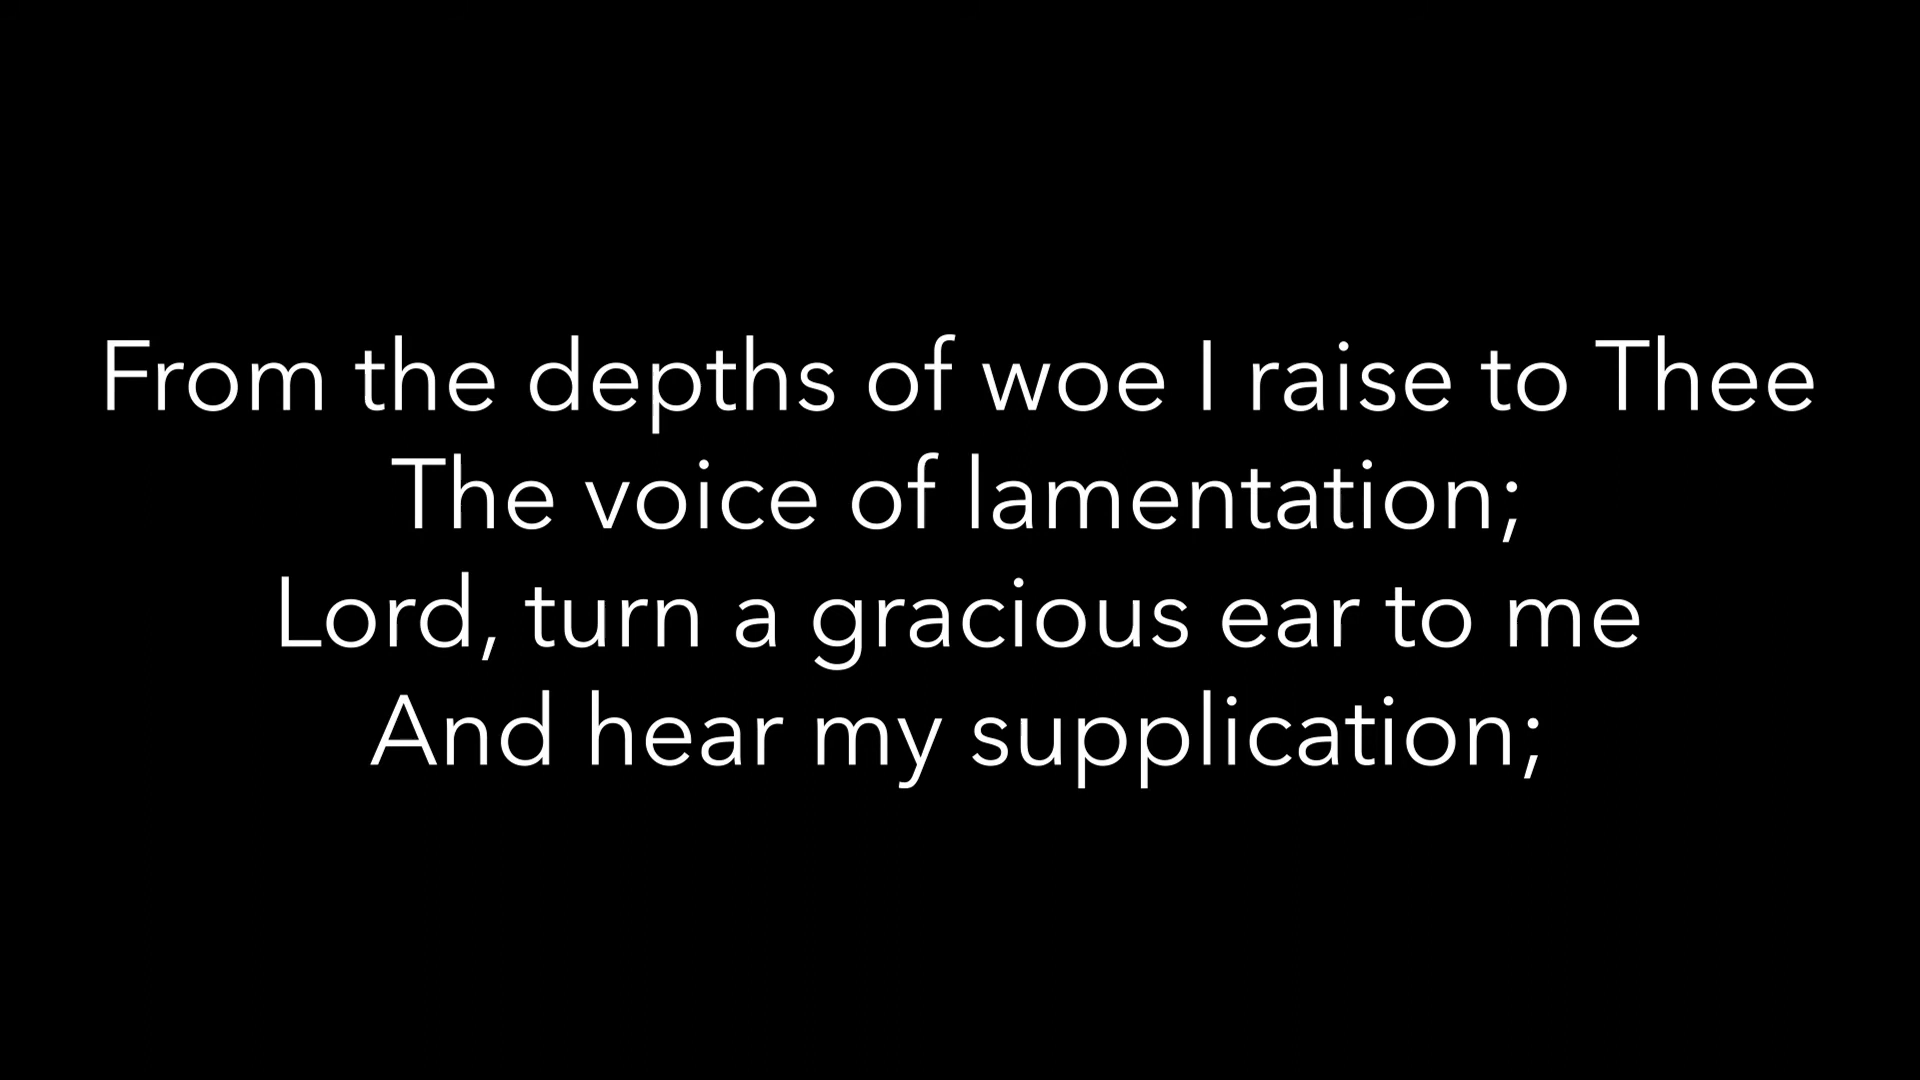 From the depths of woe I raise to Thee
The voice of lamentation;
Lord, turn a gracious ear to me
And hear my supplication;